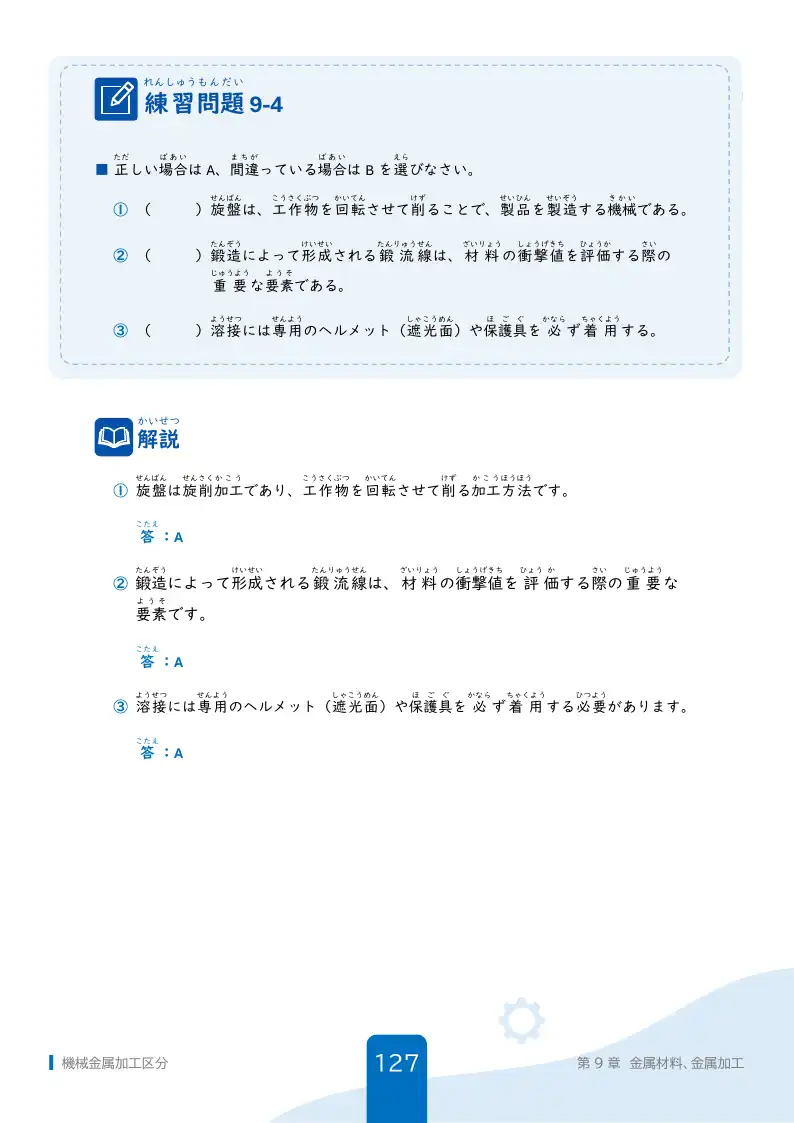 れんしゅうもんだい
練習問題 9-4
ただ ばあい まちが ばあい えら
■ 正しい場合は A、間違っている場合は B を選びなさい。
せんばん こうさくぶつ かいてん けず せいひん せいぞう きかい
① （ ）旋盤は、工作物を回転させて削ることで、製品を製造する機械である。
たんぞう けいせい たんりゅうせん ざいりょう しょうげきち ひょうか さい
② （ ）鍛造によって形成される鍛流線は、材料の衝撃値を評価する際の
じゅうよう ようそ
重要な要素である。
ようせつ せんよう しゃこうめん ほごぐ かなら ちゃくよう
③ （ ）溶接には専用のヘルメット（遮光面）や保護具を必ず着用する。
かいせつ
解説
せんばん せんさくかこう こうさくぶつ かいてん けず かこうほうほう
① 旋盤は旋削加工であり、工作物を回転させて削る加工方法です。
こたえ
答：A
たんぞう けいせい たんりゅうせん ざいりょう しょうげきち ひょうか さい じゅうよう
② 鍛造によって形成される鍛流線は、材料の衝撃値を評価する際の重要な
ようそ
要素です。
こたえ
答：A
ようせつ せんよう しゃこうめん ほごぐ かなら ちゃくよう ひつよう
③ 溶接には専用のヘルメット（遮光面）や保護具を必ず着用する必要があります。
こたえ
答：A
機械金属加工区分
127
第 9 章 金属材料、金属加工